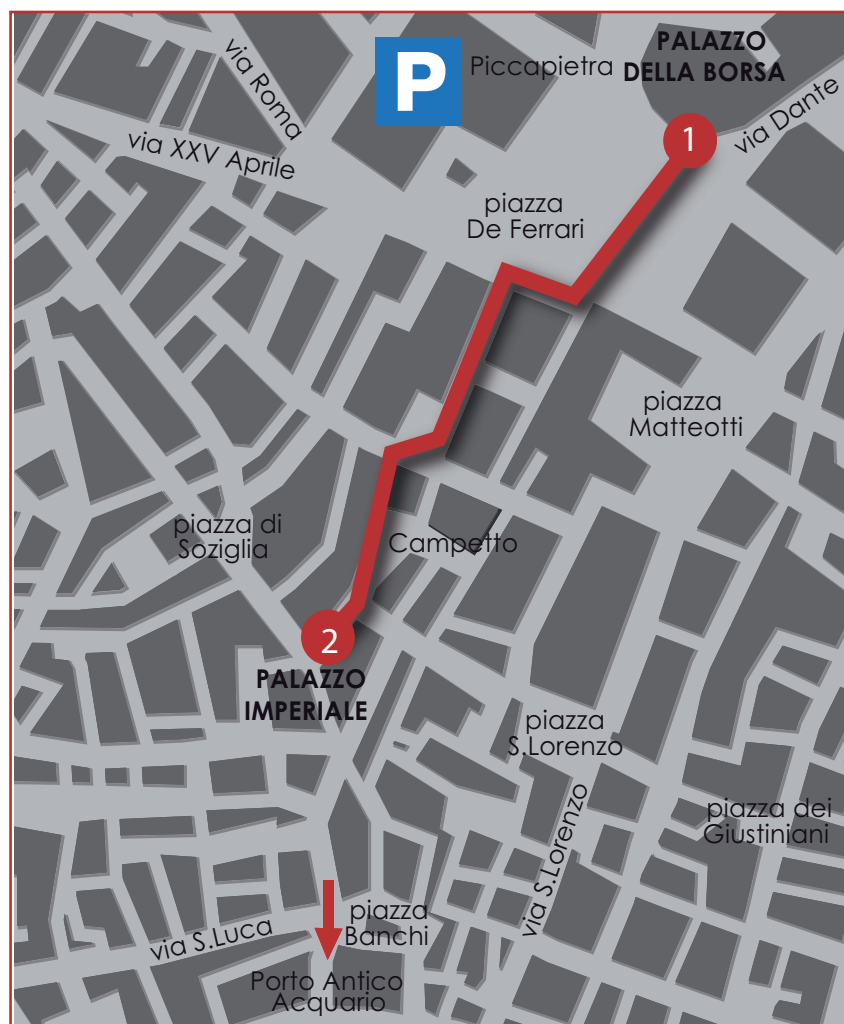 PALAZZO
DELLA BORSA
P
Piccapietra
via Roma
via Dante
1
via XXV Aprile
piazza
De Ferrari
piazza
Matteotti
piazza di
Soziglia
Campetto
2
PALAZZO
IMPERIALE
piazza
S.Lorenzo
via S.Lorenzo
piazza dei
Giustiniani
piazza
Banchi
via S.Luca
Porto Antico
Acquario